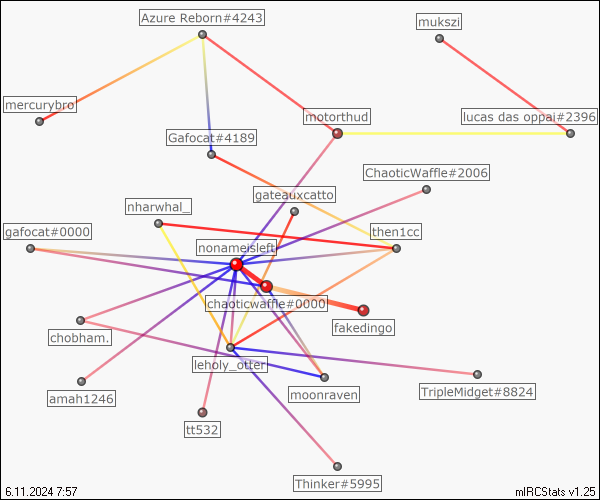 Azure Reborn#4243
mukszi
mercurybro
motorthud
lucas das oppai#2396
Gafocat#4189
ChaoticWaffle#2006
gateauxcatto
nharwhal_
gafocat#0000
then1cc
nonameisleft
chaoticwaffle#0000
fakedingo
chobham.
leholy_otter
moonraven
TripleMidget#8824
amah1246
tt532
Thinker#5995
6.11.2024 7:57
mIRCStats v1.25